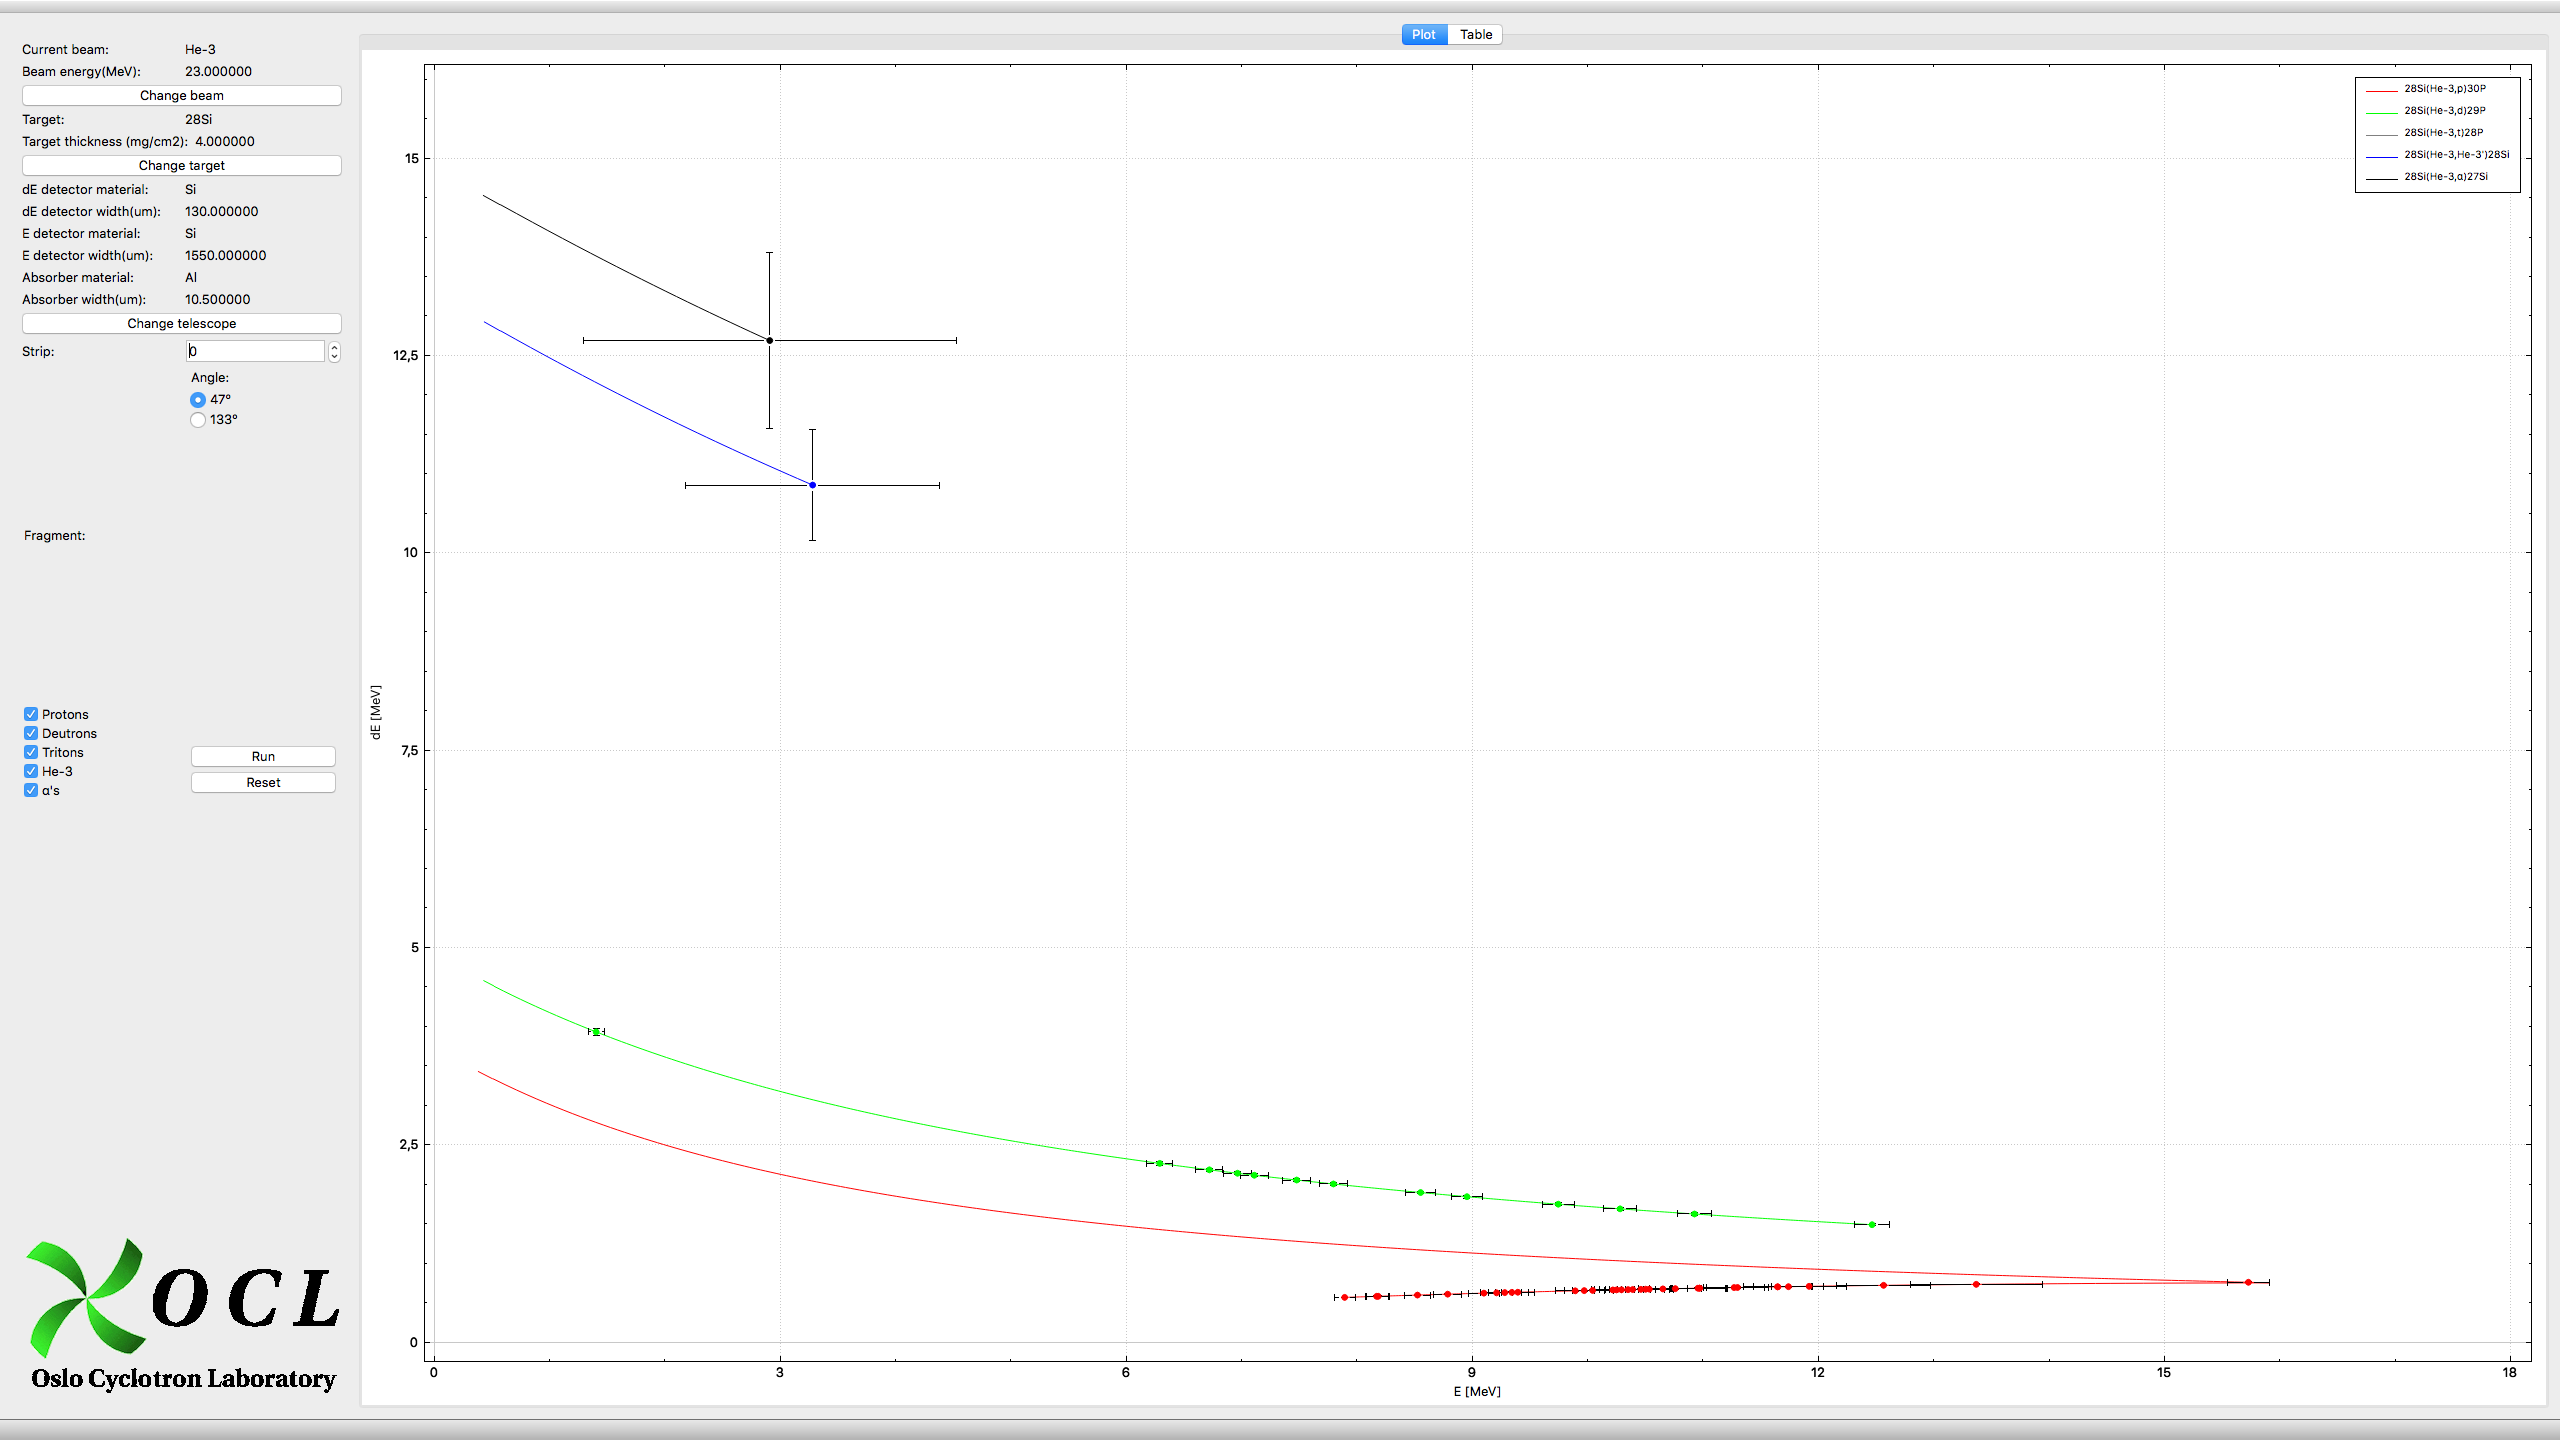 Plot Table
Current beam: He-3
Beam energy(MeV): 23.000000
Change beam
Target: 28Si
Target thickness (mg/cm2): 4.000000
Change target
dE detector material: Si
dE detector width(um): 130.000000
E detector material: Si
E detector width(um): 1550.000000
Absorber material: Al
Absorber width(um): 10.500000
Change telescope
Strip: 0
Angle:
47°
133°
Fragment:
Protons
Deutrons
Tritons
He-3
α's
Run
Reset
OCL
Oslo Cyclotron Laboratory
28Si(He-3,p)30P
28Si(He-3,d)29P
28Si(He-3,t)28P
28Si(He-3,He-3')28Si
28Si(He-3,α)27Si
15
12,5
10
7,5
5
2,5
0
dE [MeV]
0 3 6 9 12 15 18
E [MeV]